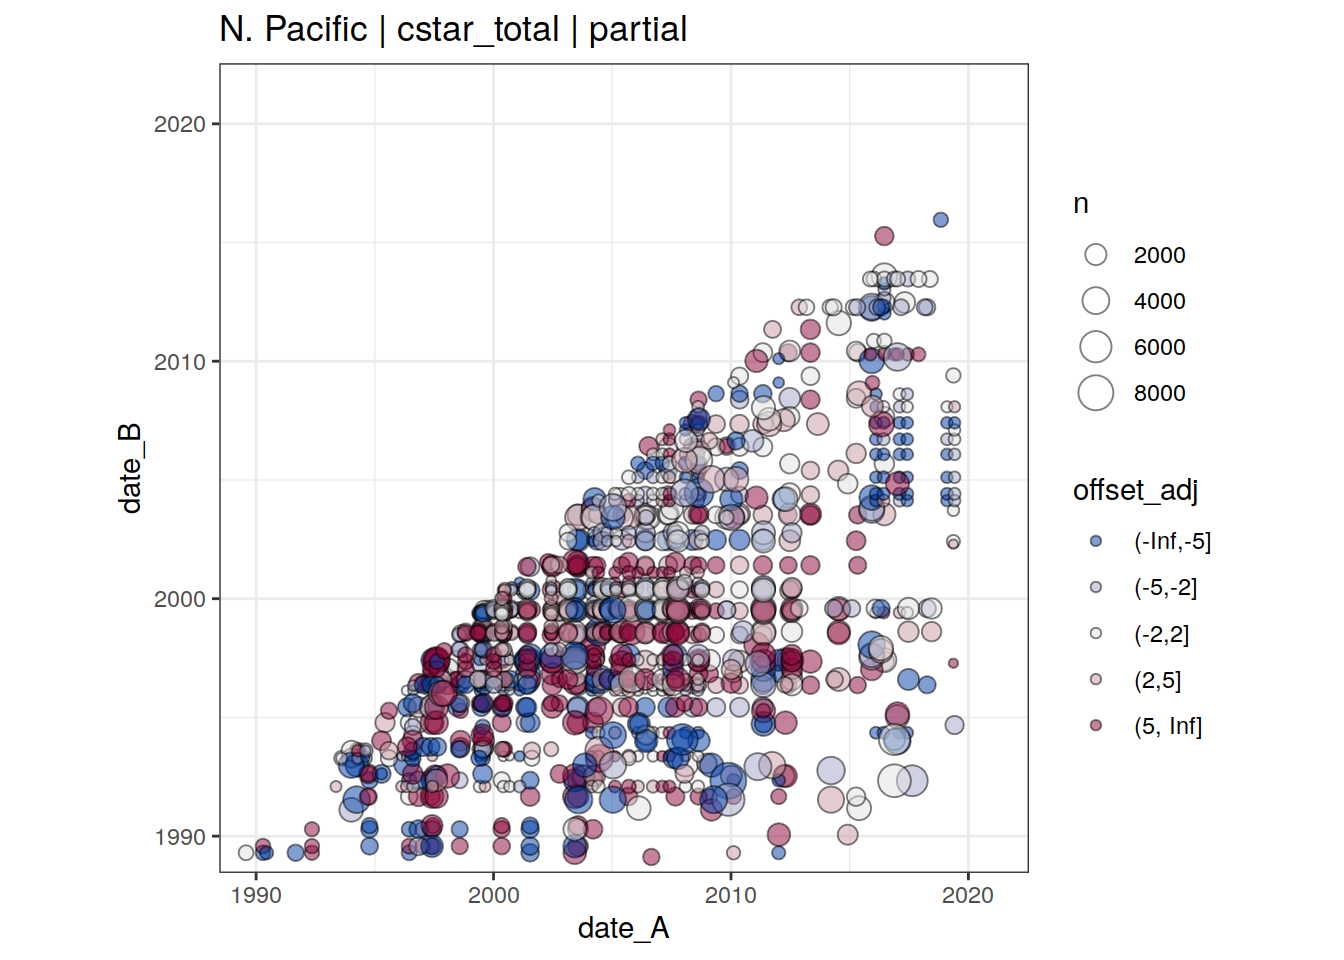 N. Pacific | cstar_total | partial
2020
2010
2000
1990
date_B
1990
2000
2010
2020
date_A
n
2000
4000
6000
8000
offset_adj
(-Inf,-5]
(-5,-2]
(-2,2]
(2,5]
(5, Inf]